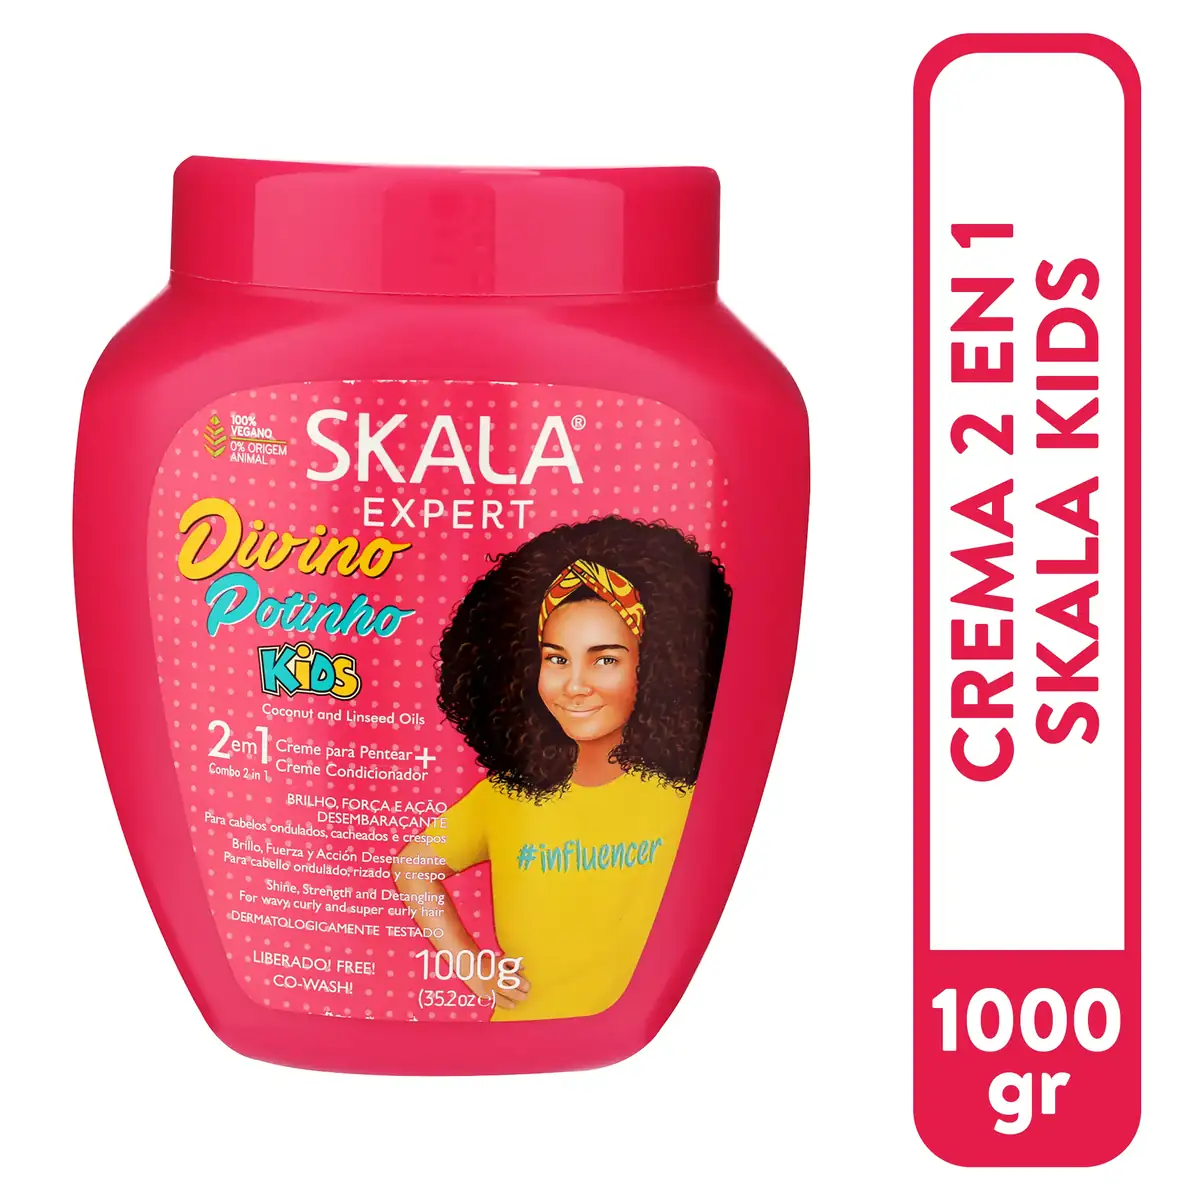 100%
VEGANO
0% ORIGEM
ANIMAL
SKALA®
EXPERT
Divino
Potinho
KiDS
Coconut and Linseed Oils
2em1
Combo 2 in 1
Creme para Pentear +
Creme Condicionador
BRILHO, FORÇA E AÇÃO
DESEMBARAÇANTE
Para cabelos ondulados, cacheados e crespos
Brillo, Fuerza y Acción Desenredante
Para cabello ondulado, rizado y crespo
Shine, Strength and Detangling
For wavy, curly and super curly hair
DERMATOLOGICAMENTE TESTADO
LIBERADO! FREE!
CO-WASH!
1000g
(35.2oz℮)
#influencer
CREMA 2 EN 1
SKALA KIDS
1000
gr